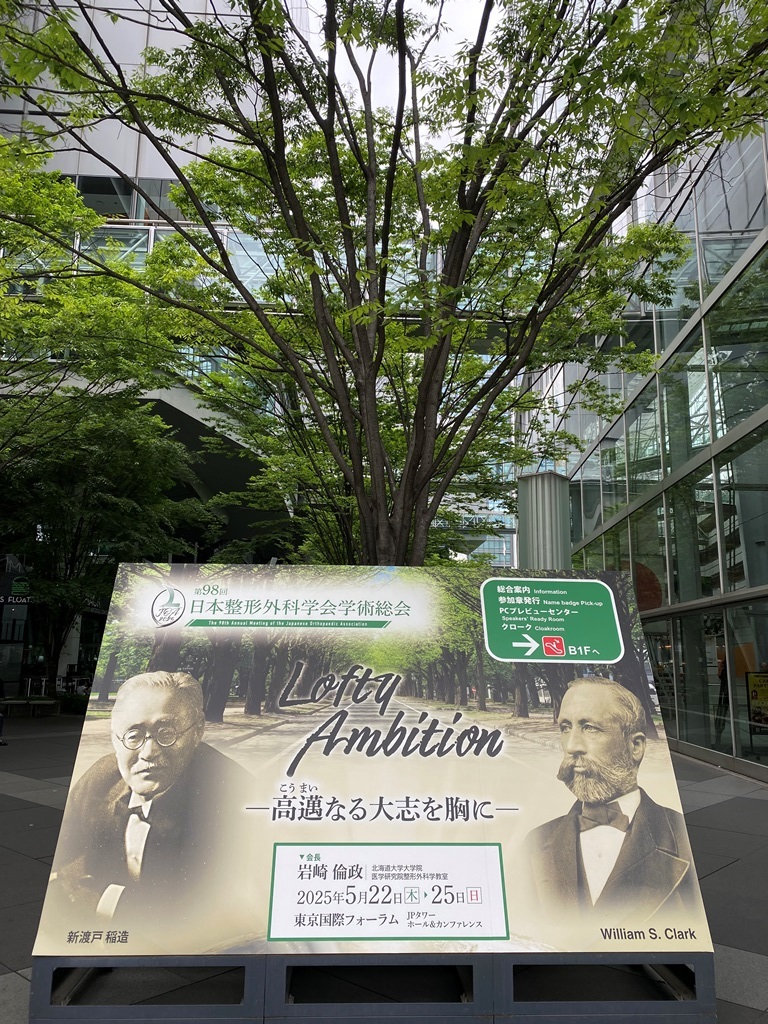 第98回
日本整形外科学会学術総会
The 98th Annual Meeting of the Japanese Orthopaedic Association
総合案内 Information
参加章発行 Name badge Pick-up
PCプレビューセンター
Speakers' Ready Room
クローク Cloakroom
B1Fへ
Lofty
Ambition
こうまい
―高邁なる大志を胸に―
▼会長
岩崎 倫政 北海道大学大学院
医学研究院整形外科学教室
2025年5月22日木▶25日日
東京国際フォーラム JPタワー
ホール&カンファレンス
新渡戸 稲造
William S. Clark
FLOAT